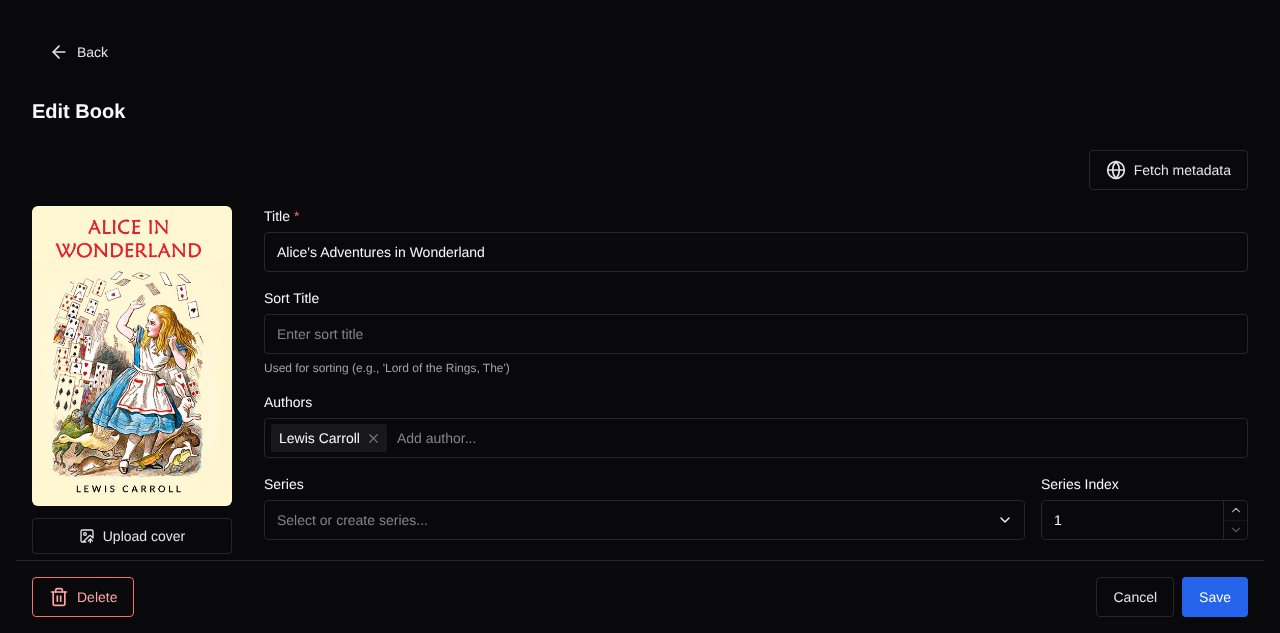 Back
Edit Book
Fetch metadata
ALICE IN
WONDERLAND
LEWIS CARROLL
Upload cover
Title *
Alice's Adventures in Wonderland
Sort Title
Enter sort title
Used for sorting (e.g., 'Lord of the Rings, The')
Authors
Lewis Carroll Add author...
Series Series Index
Select or create series... 1
Delete Cancel Save